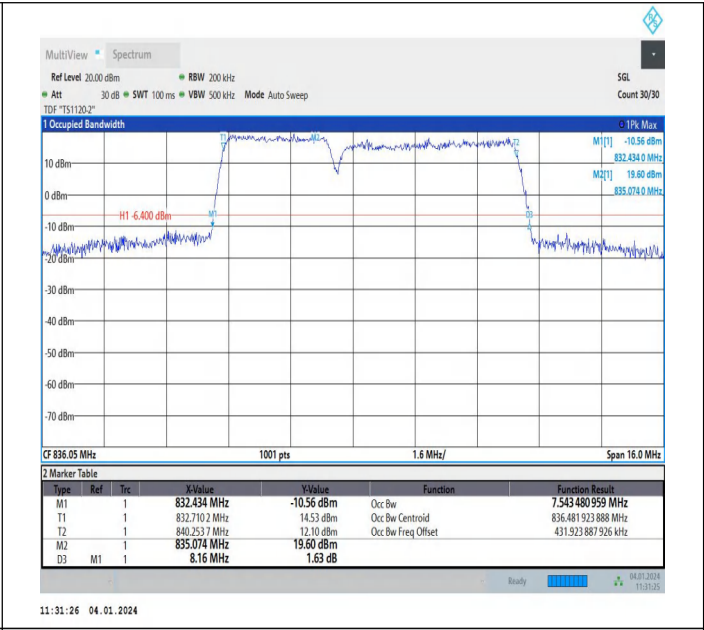 R S
MultiView Spectrum
Ref Level 20.00 dBm RBW 200 kHz SGL
Att 30 dB SWT 100 ms VBW 500 kHz Mode Auto Sweep Count 30/30
TDF "TS1120-2"
1 Occupied Bandwidth 1Pk Max
T1 M2 T2 M1[1] -10.56 dBm
832.434 0 MHz
10 dBm
M2[1] 19.60 dBm
835.074 0 MHz
0 dBm
H1 -6.400 dBm M1 D3
-10 dBm
-20 dBm
-30 dBm
-40 dBm
-50 dBm
-60 dBm
-70 dBm
CF 836.05 MHz 1001 pts 1.6 MHz/ Span 16.0 MHz
2 Marker Table
Type Ref Trc X-Value Y-Value Function Function Result
M1 1 832.434 MHz -10.56 dBm Occ Bw 7.543 480 959 MHz
T1 1 832.710 2 MHz 14.53 dBm Occ Bw Centroid 836.481 923 888 MHz
T2 1 840.253 7 MHz 12.10 dBm Occ Bw Freq Offset 431.923 887 926 kHz
M2 1 835.074 MHz 19.60 dBm
D3 M1 1 8.16 MHz 1.63 dB
Ready 04.01.2024
11:31:25
11:31:26 04.01.2024